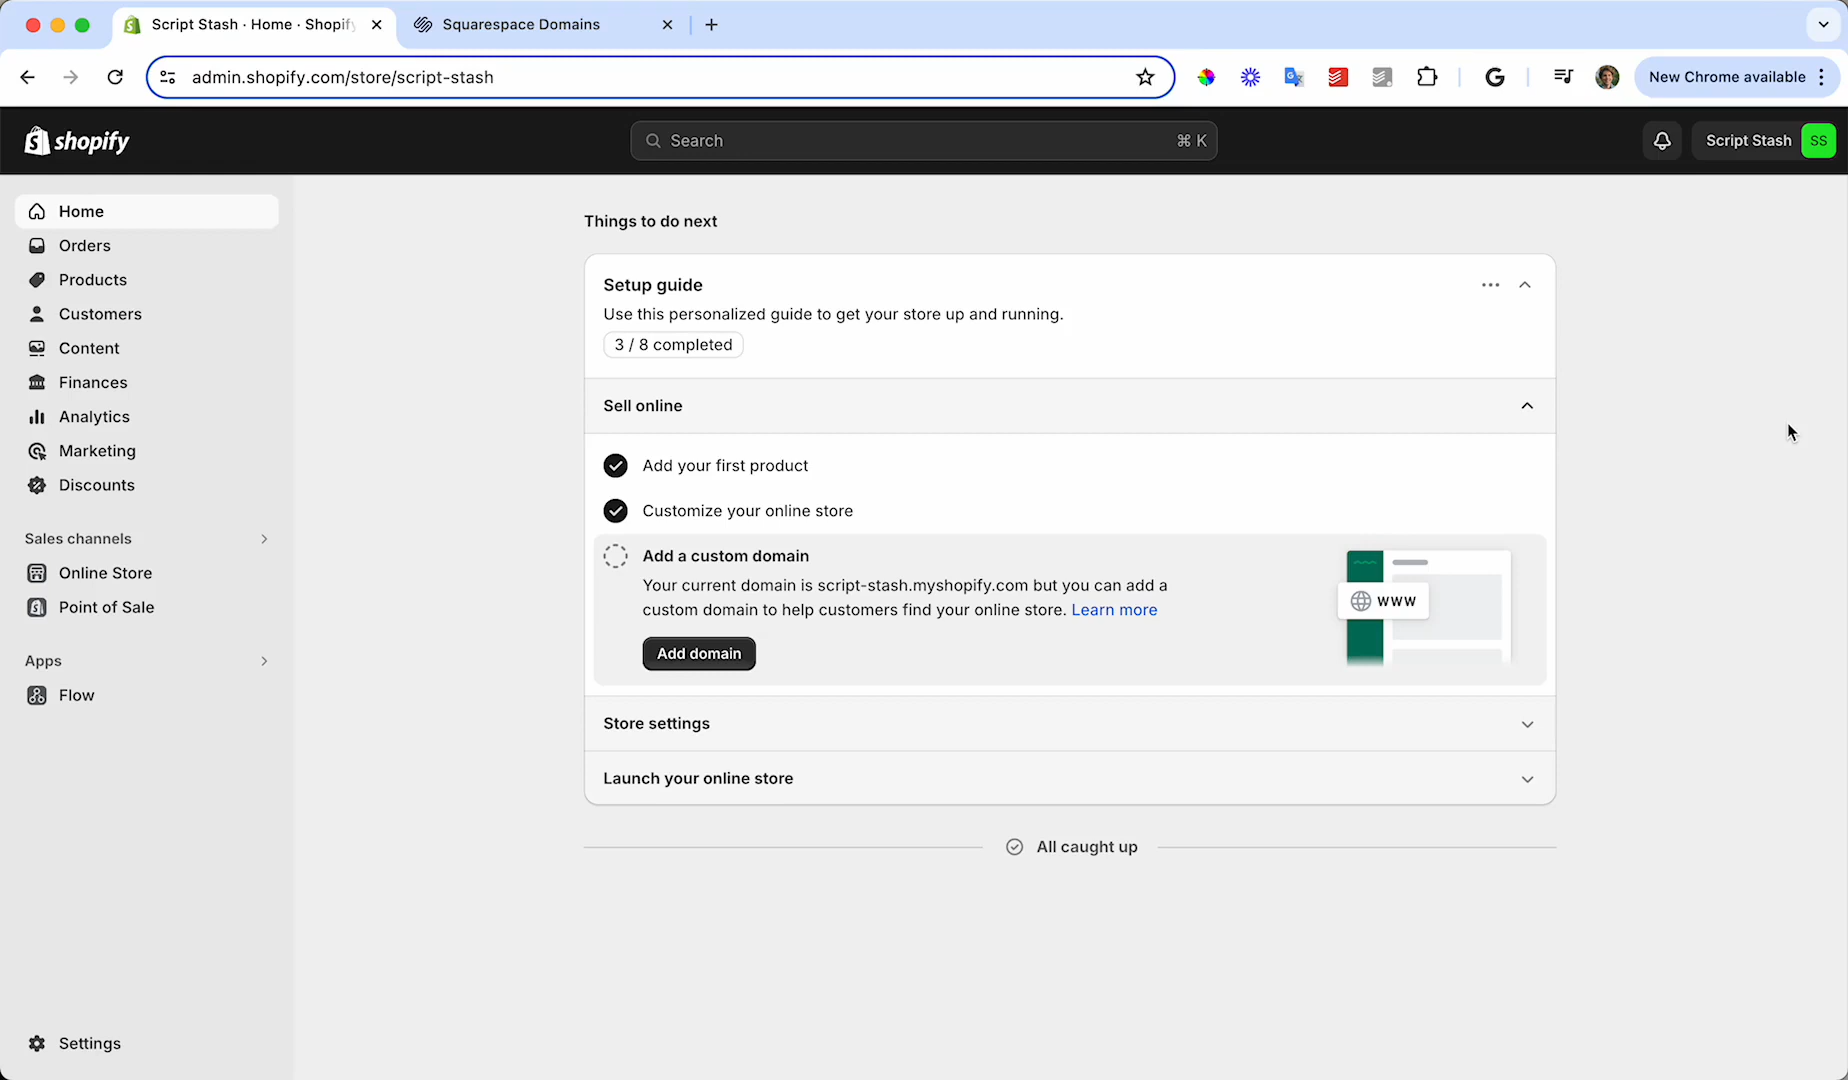 Script Stash · Home · Shopify
Squarespace Domains
admin.shopify.com/store/script-stash
New Chrome available
shopify
Search
⌘ K
Script Stash
SS
Home
Orders
Products
Customers
Content
Finances
Analytics
Marketing
Discounts
Sales channels
Online Store
Point of Sale
Apps
Flow
Settings
Things to do next
Setup guide
Use this personalized guide to get your store up and running.
3 / 8 completed
Sell online
Add your first product
Customize your online store
Add a custom domain
Your current domain is script-stash.myshopify.com but you can add a
custom domain to help customers find your online store. Learn more
Add domain
WWW
Store settings
Launch your online store
All caught up